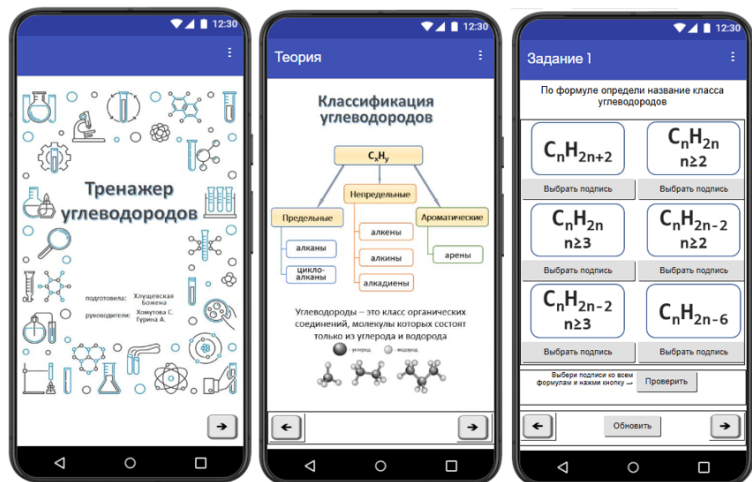 12:30
Тренажер
углеводородов
подготовила: Хлущевская
Божена
руководители: Хомутова С.
Гурина А.
12:30
Теория
Классификация
углеводородов
CxHy
Предельные
Непредельные
Ароматические
алканы
цикло-
алканы
алкены
алкины
алкадиены
арены
Углеводороды – это класс органических
соединений, молекулы которых состоят
только из углерода и водорода
- углерод - водород
12:30
Задание 1
По формуле определи название класса
углеводородов
CnH2n+2
CnH2n
n≥2
Выбрать подпись
Выбрать подпись
CnH2n
n≥3
CnH2n-2
n≥2
Выбрать подпись
Выбрать подпись
CnH2n-2
n≥3
CnH2n-6
Выбрать подпись
Выбрать подпись
Выбери подписи ко всем
формулам и нажми кнопку →
Проверить
Обновить